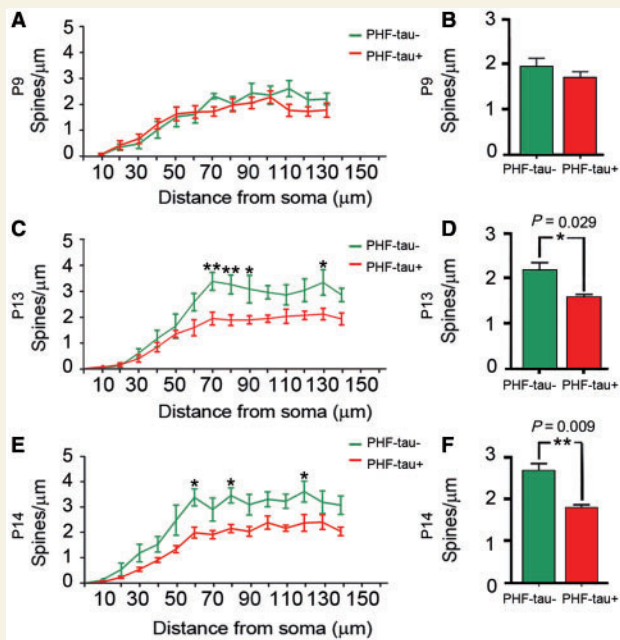 A
P9
Spines/µm
5
4
3
2
1
0
PHF-tau-
PHF-tau+
10 30 50 70 90 110 130 150
Distance from soma (µm)
B
P9
Spines/µm
3
2
1
0
PHF-tau- PHF-tau+
C
P13
Spines/µm
5
4
3
2
1
0
** ** * *
PHF-tau-
PHF-tau+
10 30 50 70 90 110 130 150
Distance from soma (µm)
D
P13
Spines/µm
3
2
1
0
P = 0.029
*
PHF-tau- PHF-tau+
E
P14
Spines/µm
5
4
3
2
1
0
* * *
PHF-tau-
PHF-tau+
10 30 50 70 90 110 130 150
Distance from soma (µm)
F
P14
Spines/µm
3
2
1
0
P = 0.009
**
PHF-tau- PHF-tau+